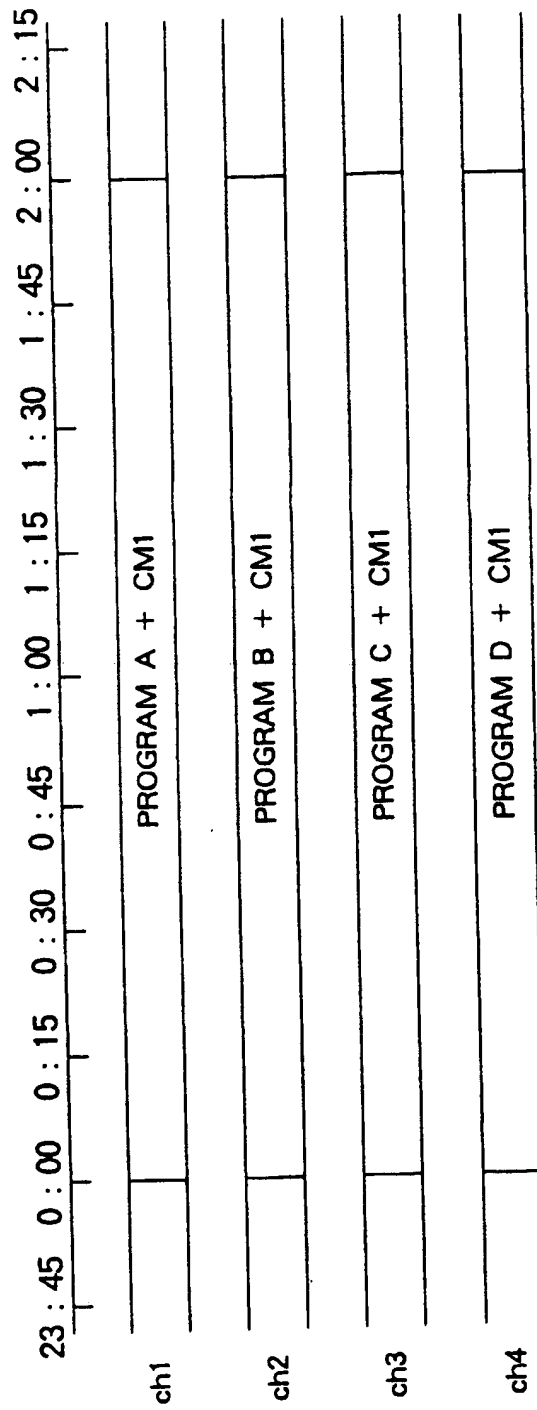 23:45 0:00 0:15 0:30 0:45 1:00 1:15 1:30 1:45 2:00 2:15
ch1 PROGRAM A + CM1
ch2 PROGRAM B + CM1
ch3 PROGRAM C + CM1
ch4 PROGRAM D + CM1